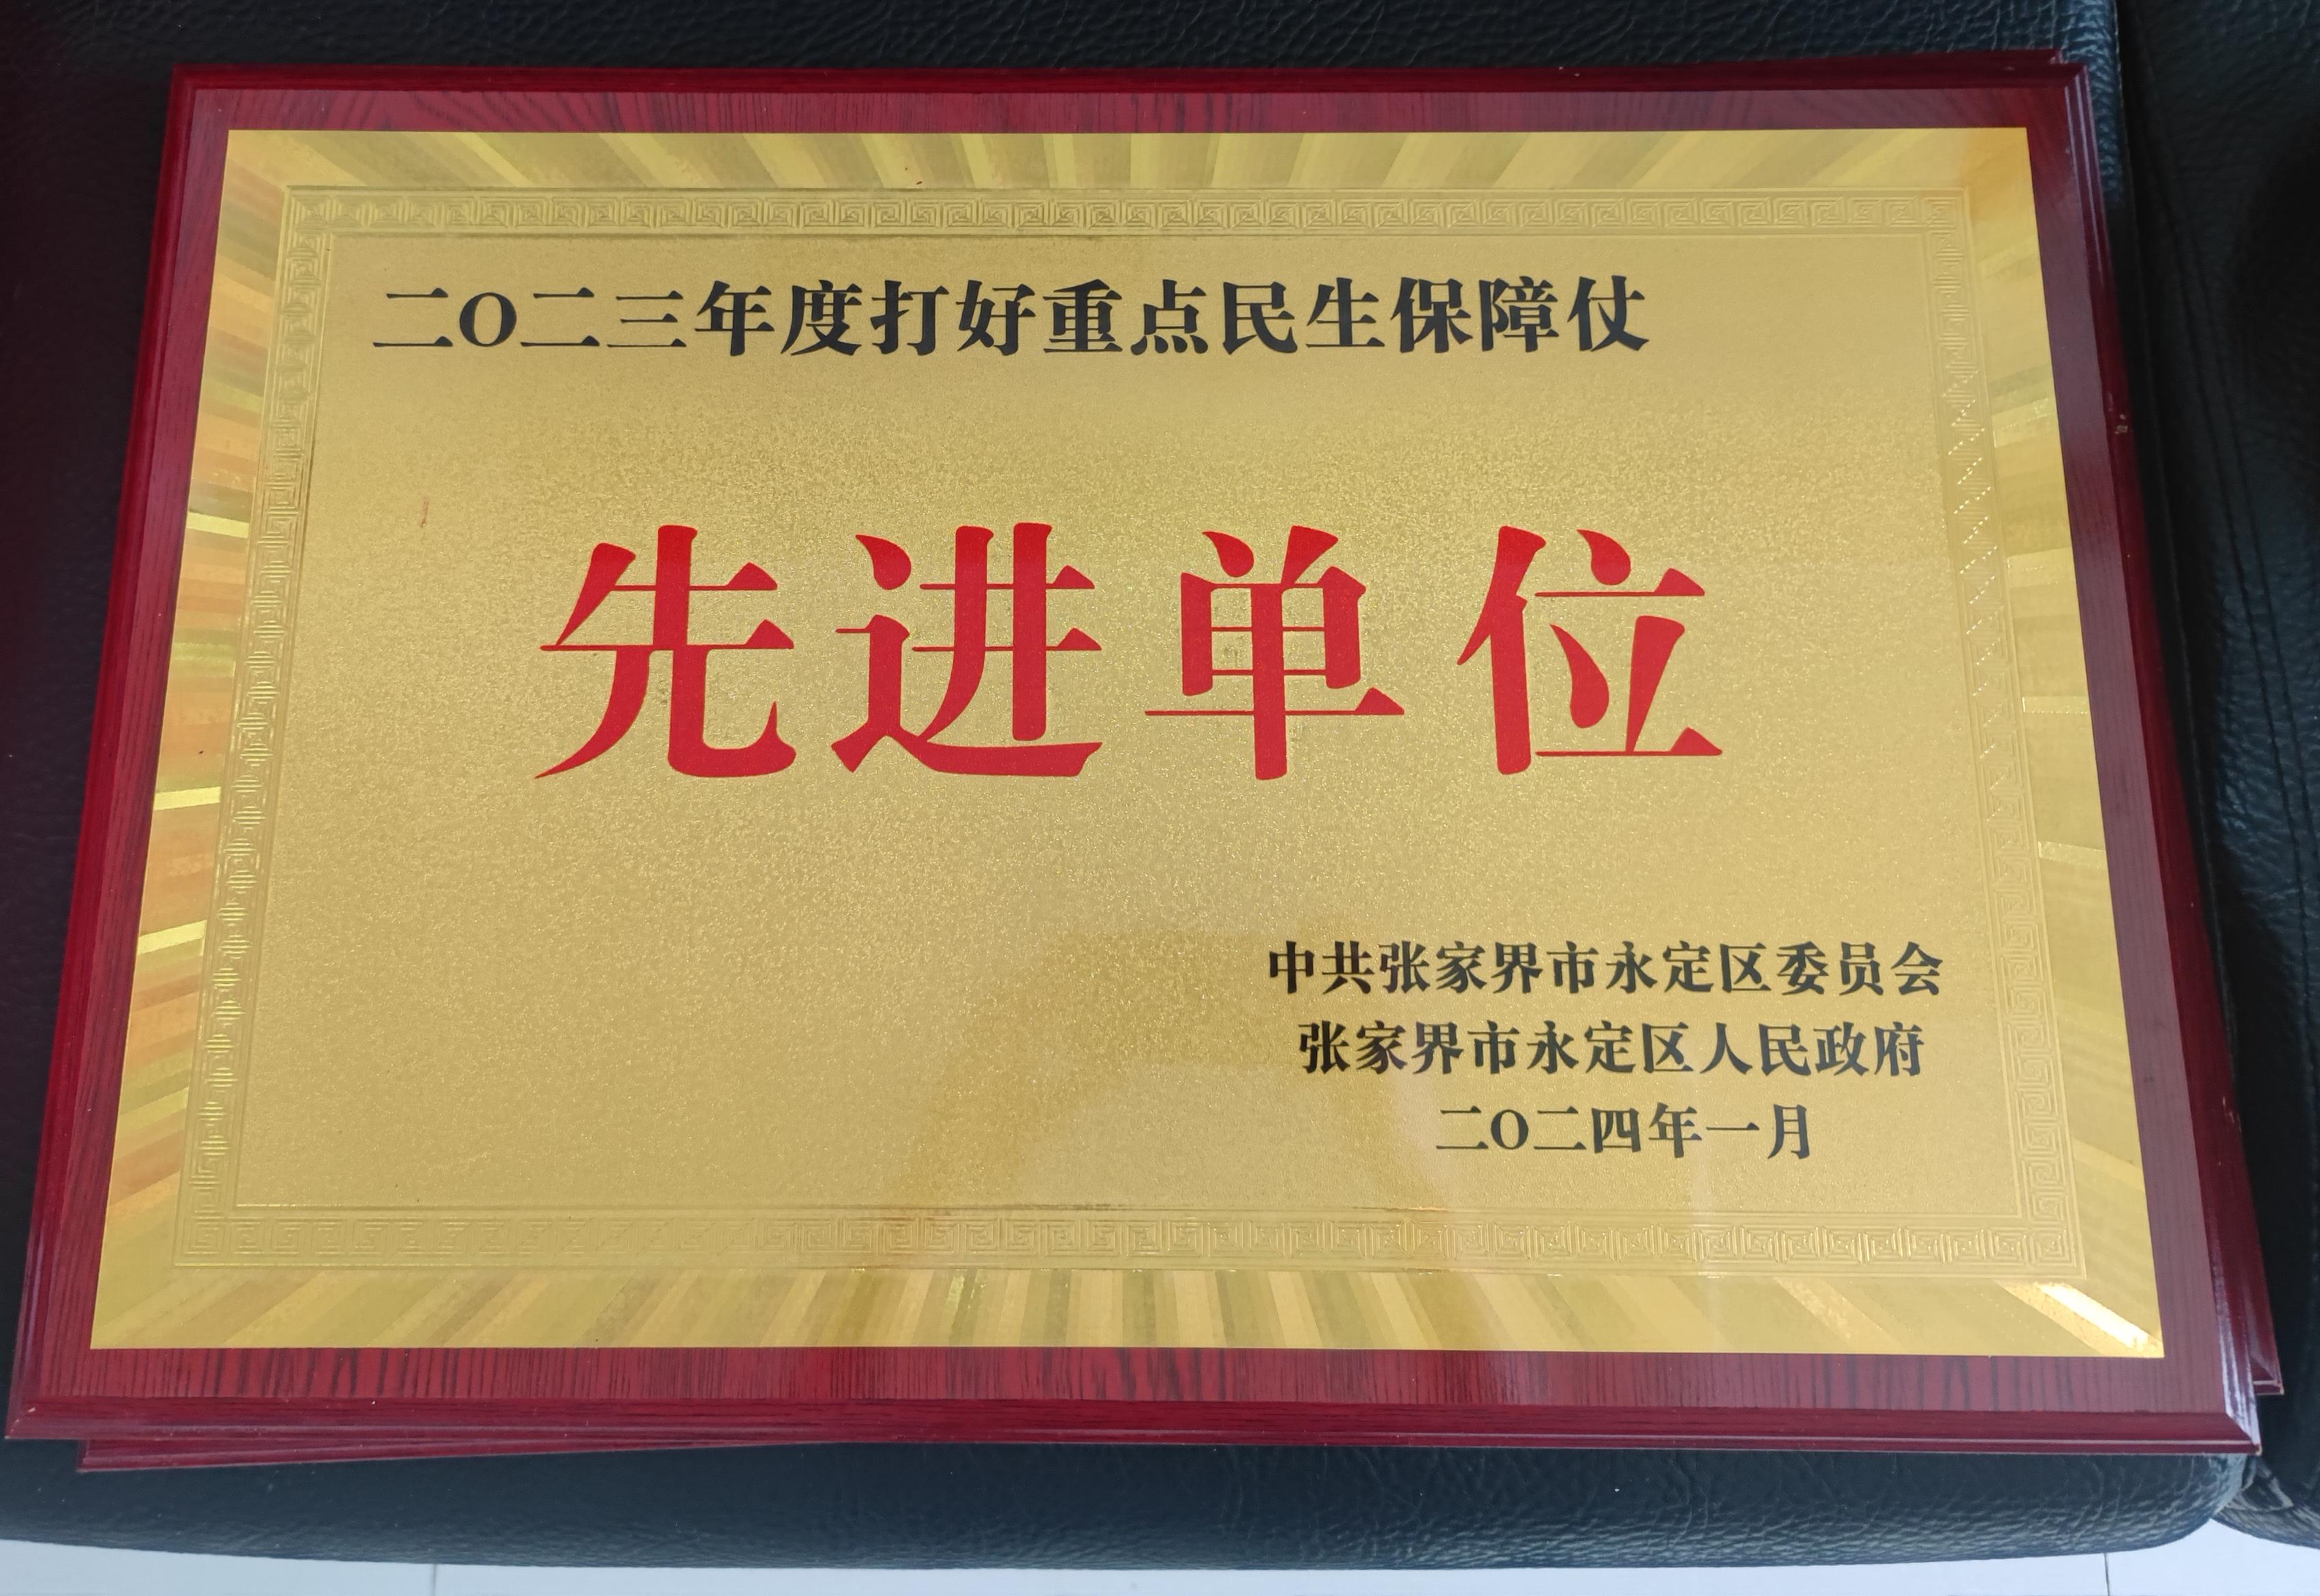 二O二三年度打好重点民生保障仗
先进单位
中共张家界市永定区委员会
张家界市永定区人民政府
二O二四年一月